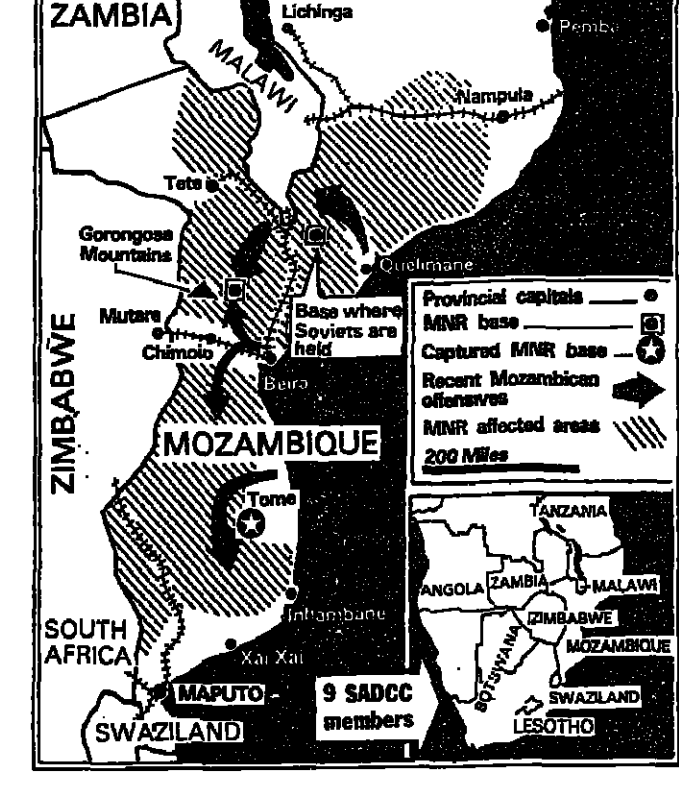 ZAMBIA
Lichinga
Pemba
MALAWI
Nampula
Tete
Gorongosa
Mountains
Quelimane
Mutare
Chimoio
Base where
Soviets are
held
Beira
ZIMBABWE
MOZAMBIQUE
Tome
Inhambane
SOUTH
AFRICA
Xai Xai
MAPUTO
SWAZILAND
Provincial capitals
MNR base
Captured MNR base
Recent Mozambican
offensives
MNR affected areas
200 Miles
TANZANIA
ANGOLA
ZAMBIA
MALAWI
ZIMBABWE
MOZAMBIQUE
BOTSWANA
SWAZILAND
LESOTHO
9 SADCC
members